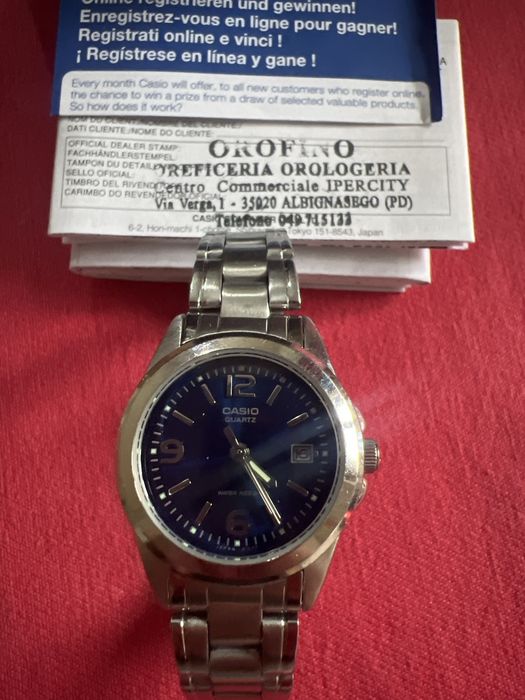 Online registrieren und gewinnen!
Enregistrez-vous en ligne pour gagner!
Registrati online e vinci !
¡ Regístrese en línea y gane !
Every month Casio will offer, to all new customers who register online,
the chance to win a prize from a draw of selected valuable products.
So how does it work?
DATI CLIENTE/NOME DO CLIENTE:
OFFICIAL DEALER STAMP:
FACHHÄNDLERSTEMPEL:
TAMPON DU DETAILLANT
SELLO OFICIAL:
TIMBRO DEL RIVENDITORE
CARIMBO DO REVENDEDOR OFICIAL
OROFINO
OREFICERIA OROLOGERIA
Centro Commerciale IPERCITY
Via Verga, 1 - 35020 ALBIGNASEGO (PD)
Telefono 049
6-2, Hon-machi 1-
Tokyo 151-8543, Japan
12
CASIO
QUARTZ
9
6
WATER RESIST